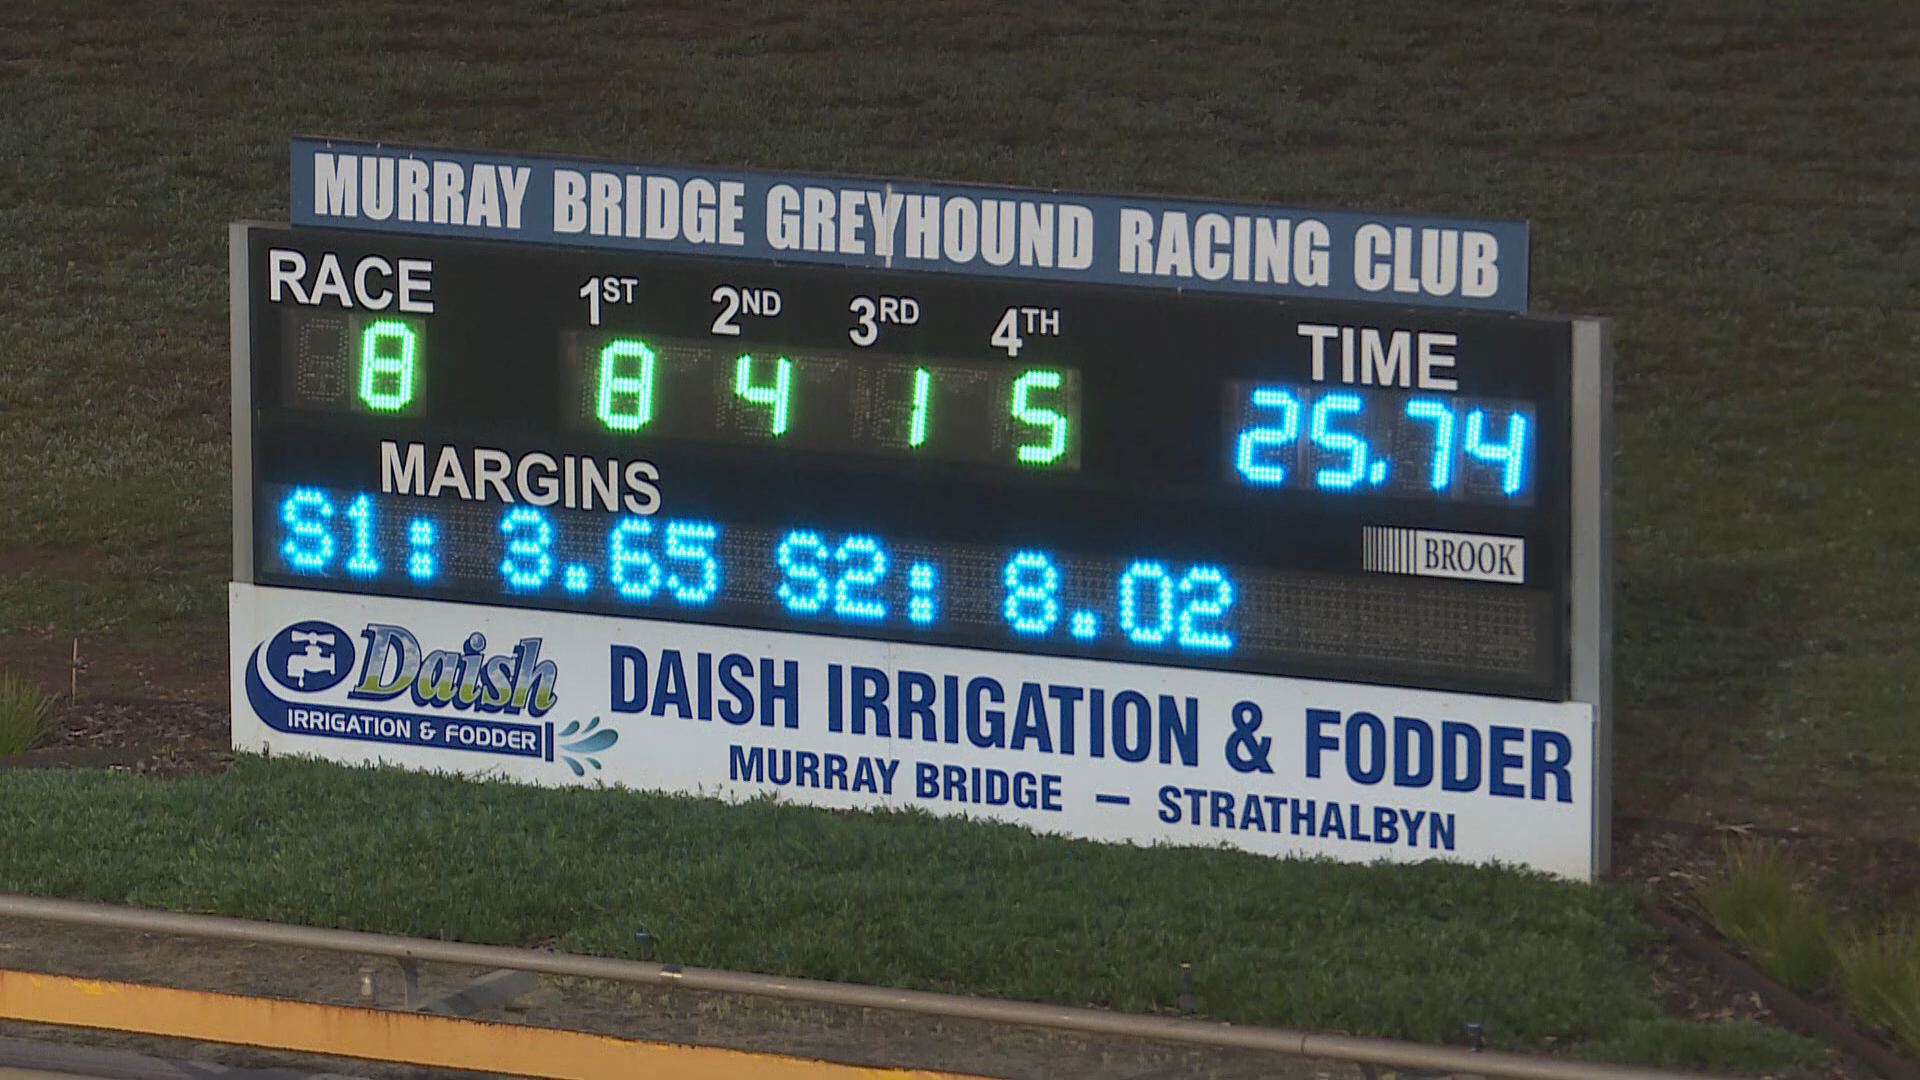 MURRAY BRIDGE GREYHOUND RACING CLUB
RACE 1ST 2ND 3RD 4TH TIME
8 8 4 1 5 25.74
MARGINS
S1: 3.65 S2: 8.02
BROOK
Daish
IRRIGATION & FODDER
DAISH IRRIGATION & FODDER
MURRAY BRIDGE – STRATHALBYN